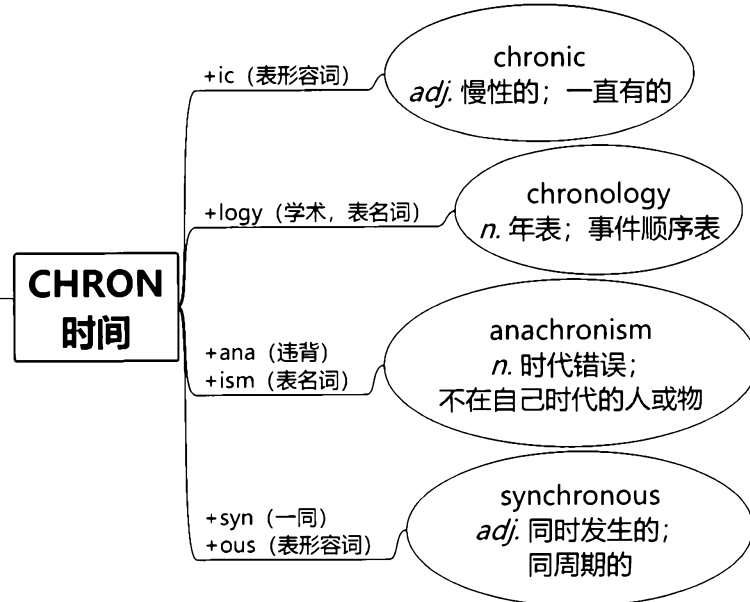 CHRON
时间
+ic（表形容词）
chronic
adj. 慢性的；一直有的
+logy（学术，表名词）
chronology
n. 年表；事件顺序表
+ana（违背）
+ism（表名词）
anachronism
n. 时代错误；
不在自己时代的人或物
+syn（一同）
+ous（表形容词）
synchronous
adj. 同时发生的；
同周期的